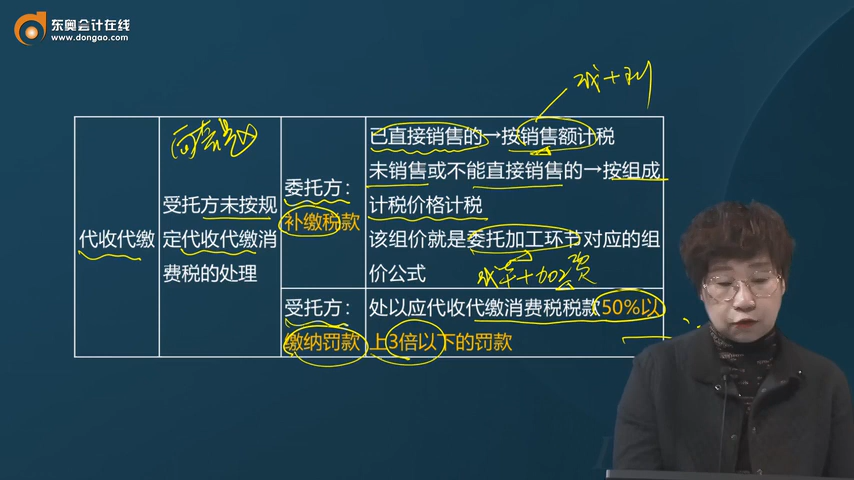 东奥会计在线
www.dongao.com
成+利
代收代缴
受托方未按规
定代收代缴消
费税的处理
委托方：
补缴税款
已直接销售的→按销售额计税
未销售或不能直接销售的→按组成
计税价格计税
该组价就是委托加工环节对应的组
价公式
受托方：
缴纳罚款
处以应代收代缴消费税税款50%以
上3倍以下的罚款